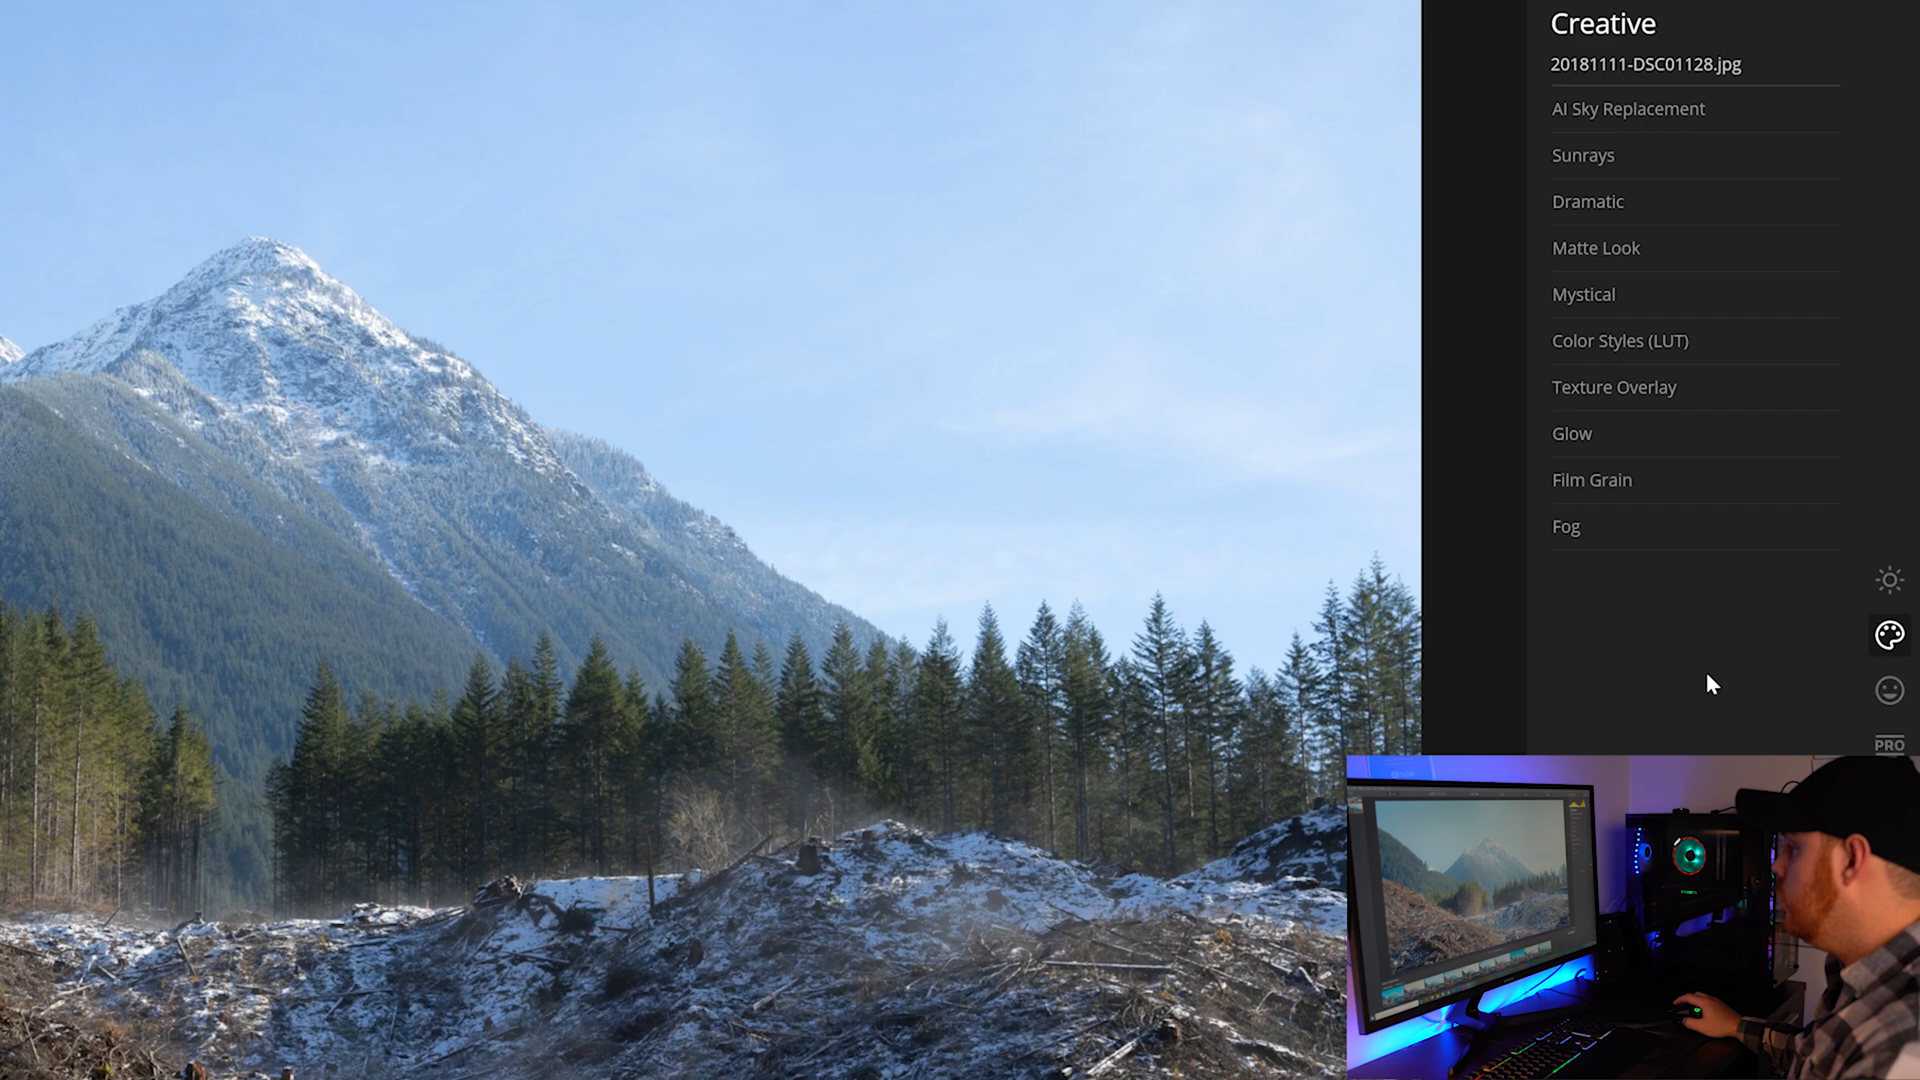 Creative
20181111-DSC01128.jpg
AI Sky Replacement
Sunrays
Dramatic
Matte Look
Mystical
Color Styles (LUT)
Texture Overlay
Glow
Film Grain
Fog
PRO